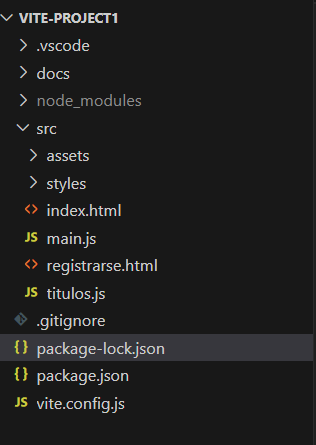 VITE-PROJECT1
.vscode
docs
node_modules
src
assets
styles
<> index.html
JS main.js
<> registrarse.html
JS titulos.js
.gitignore
{} package-lock.json
{} package.json
JS vite.config.js